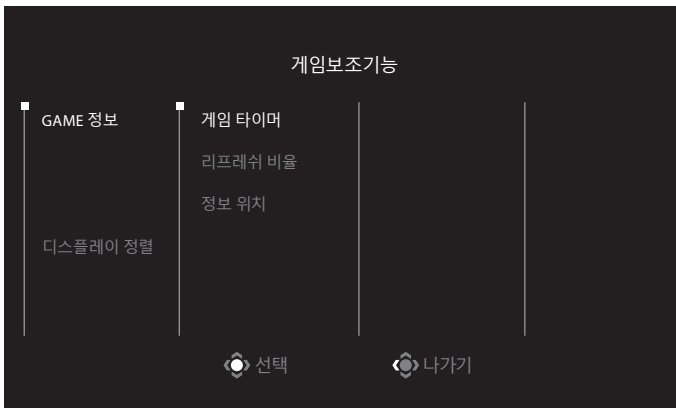 게임보조기능
GAME 정보
게임 타이머
리프레쉬 비율
정보 위치
디스플레이 정렬
선택
나가기